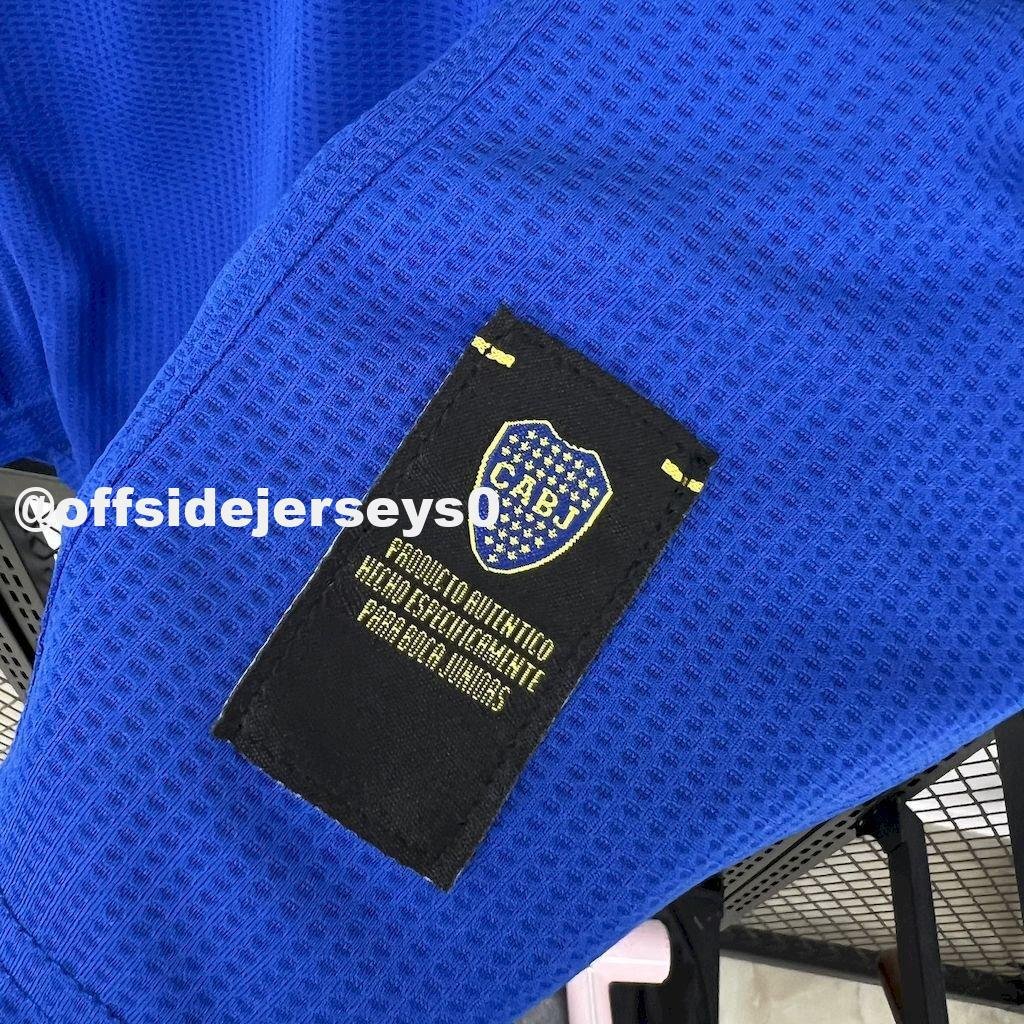 CABJ
@offsidejerseys0
PRODUCTO AUTENTICO
HECHO ESPECIFICAMENTE
PARA BOCA JUNIORS